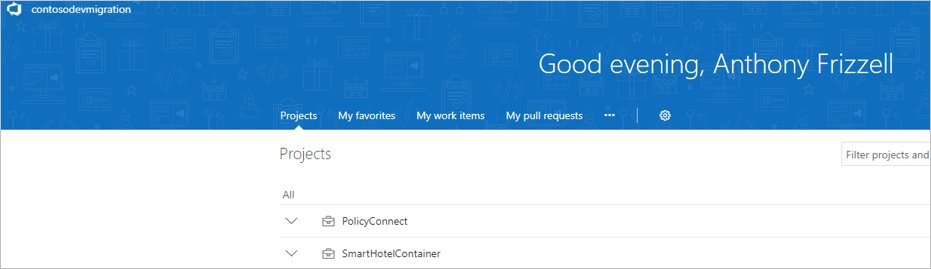 contosodevmigration
Good evening, Anthony Frizzell
Projects My favorites My work items My pull requests •••
Projects
Filter projects and
All
PolicyConnect
SmartHotelContainer